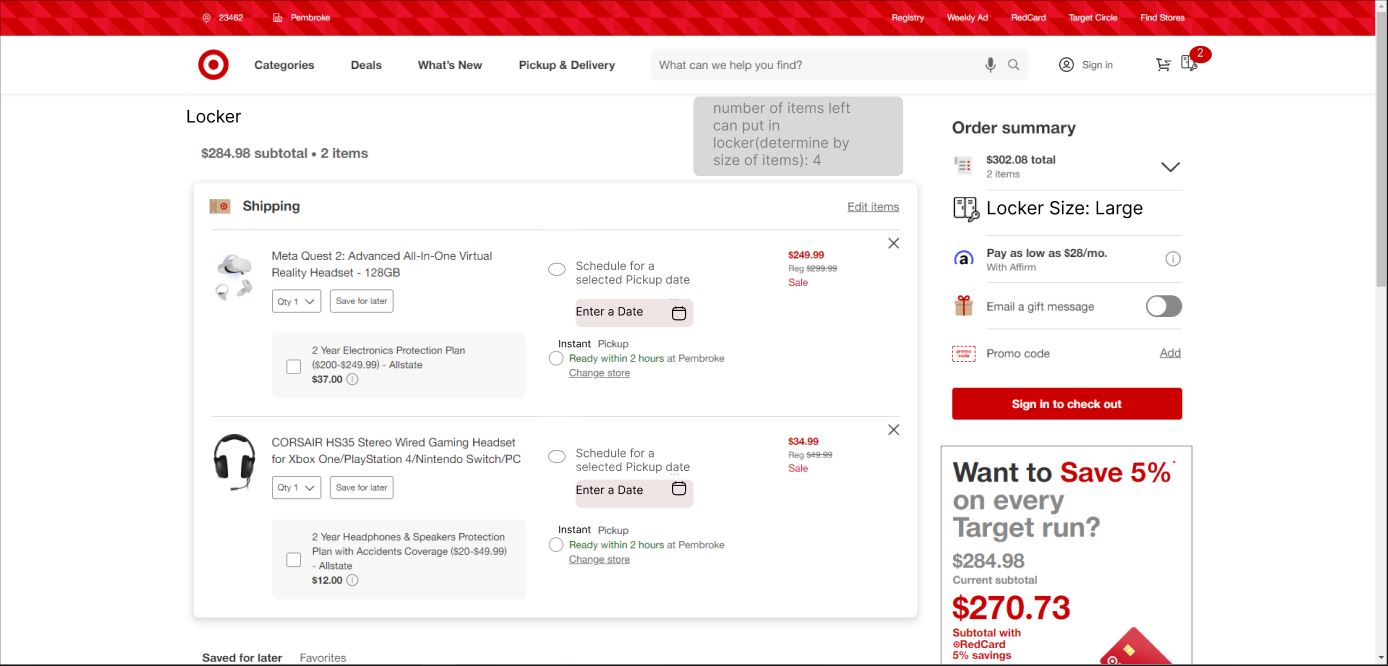 23462
Pembroke
Registry
Weekly Ad
RedCard
Target Circle
Find Stores
Categories
Deals
What's New
Pickup & Delivery
What can we help you find?
Sign in
2
Locker
$284.98 subtotal • 2 items
number of items left
can put in
locker(determine by
size of items): 4
Shipping
Edit items
Meta Quest 2: Advanced All-In-One Virtual
Reality Headset - 128GB
Qty 1
Save for later
2 Year Electronics Protection Plan
($200-$249.99) - Allstate
$37.00
Schedule for a
selected Pickup date
Enter a Date
Instant Pickup
Ready within 2 hours at Pembroke
Change store
$249.99
Reg $299.99
Sale
CORSAIR HS35 Stereo Wired Gaming Headset
for Xbox One/PlayStation 4/Nintendo Switch/PC
Qty 1
Save for later
2 Year Headphones & Speakers Protection
Plan with Accidents Coverage ($20-$49.99)
- Allstate
$12.00
Schedule for a
selected Pickup date
Enter a Date
Instant Pickup
Ready within 2 hours at Pembroke
Change store
$34.99
Reg $49.99
Sale
Saved for later
Favorites
Order summary
$302.08 total
2 items
Locker Size: Large
Pay as low as $28/mo.
With Affirm
Email a gift message
promo
code
Promo code
Add
Sign in to check out
Want to Save 5%*
on every
Target run?
$284.98
Current subtotal
$270.73
Subtotal with
RedCard
5% savings